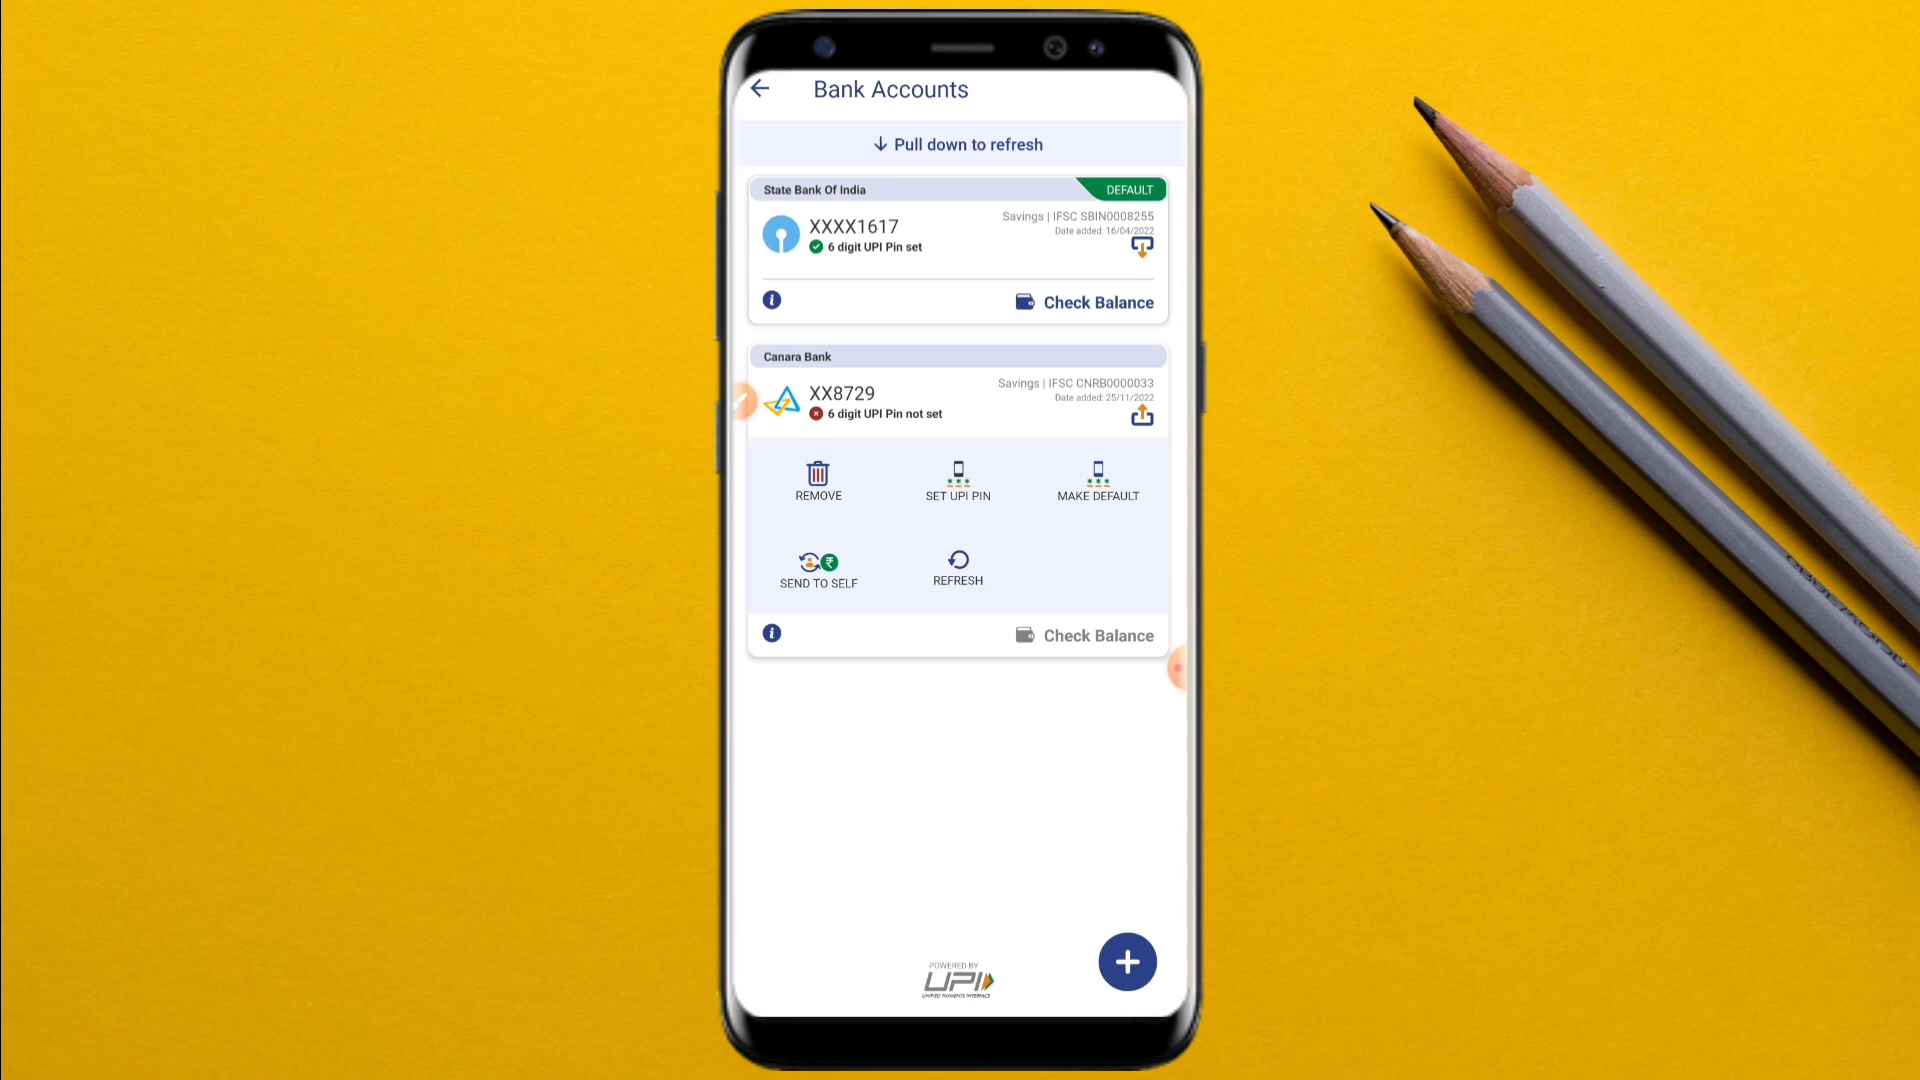 Bank Accounts
Pull down to refresh
State Bank Of India
DEFAULT
XXXX1617
Savings | IFSC SBIN0008255
Date added: 16/04/2022
6 digit UPI Pin set
Check Balance
Canara Bank
XX8729
Savings | IFSC CNRB0000033
Date added: 25/11/2022
6 digit UPI Pin not set
REMOVE
SET UPI PIN
MAKE DEFAULT
SEND TO SELF
REFRESH
Check Balance
POWERED BY
UPI
UNIFIED PAYMENTS INTERFACE